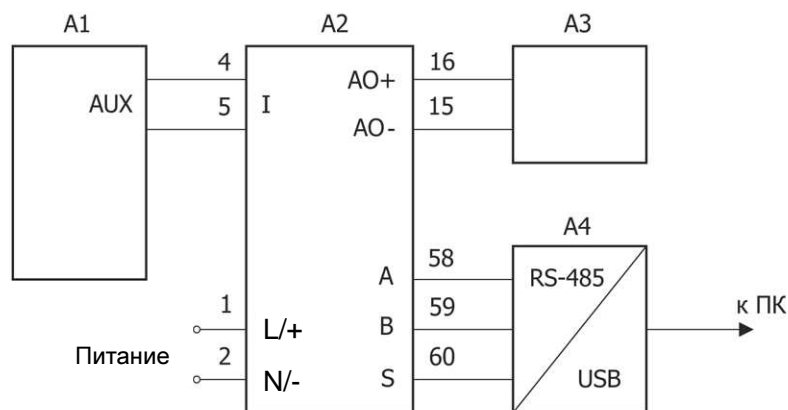 A1 A2 A3
4 16
AUX I AO+
5 15
AO-
A4
A 58 RS-485
1 59 к ПК
L/+ B
Питание 2 60
N/- S USB